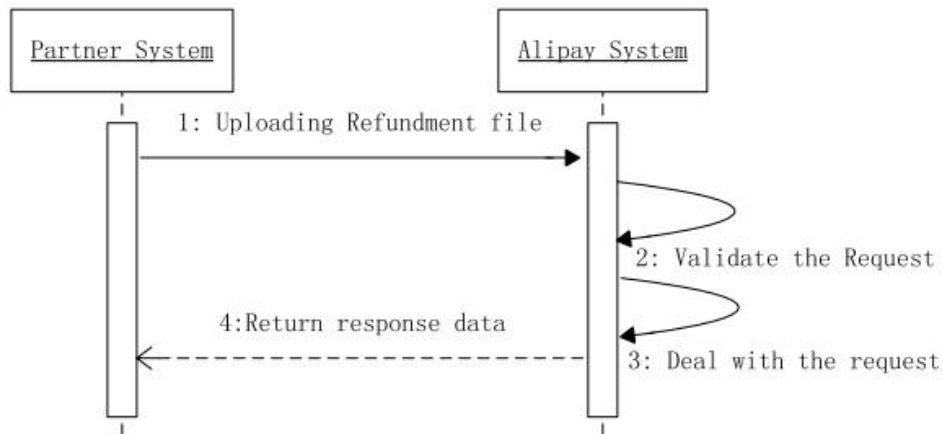 Partner System
Alipay System
1: Uploading Refundment file
2: Validate the Request
4:Return response data
3: Deal with the request